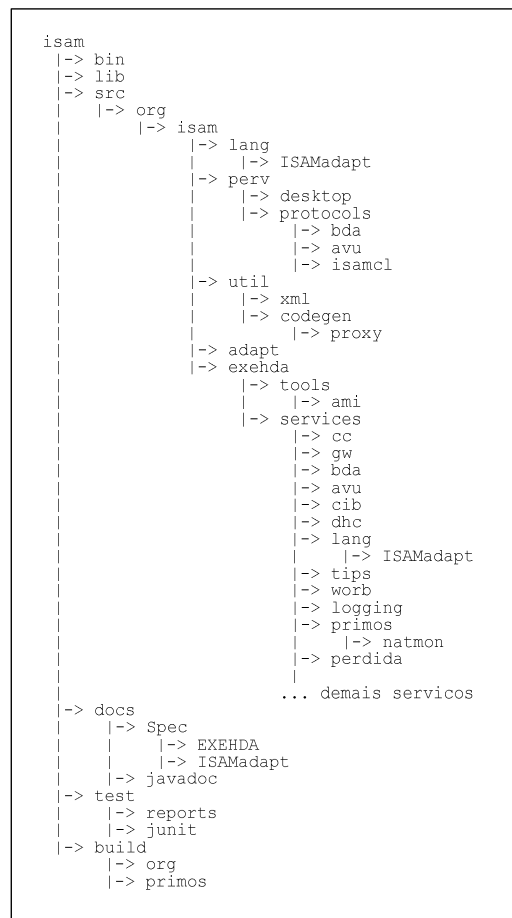 isam
|-> bin
|-> lib
|-> src
|   |-> org
|       |-> isam
|           |-> lang
|           |   |-> ISAMadapt
|           |-> perv
|           |   |-> desktop
|           |   |-> protocols
|           |       |-> bda
|           |       |-> avu
|           |       |-> isamcl
|           |-> util
|           |   |-> xml
|           |   |-> codegen
|           |       |-> proxy
|           |-> adapt
|           |-> exehda
|               |-> tools
|               |   |-> ami
|               |-> services
|                   |-> cc
|                   |-> gw
|                   |-> bda
|                   |-> avu
|                   |-> cib
|                   |-> dhc
|                   |-> lang
|                   |   |-> ISAMadapt
|                   |-> tips
|                   |-> worb
|                   |-> logging
|                   |-> primos
|                   |   |-> natmon
|                   |-> perdida
|                   |
|                  ... demais servicos
|-> docs
|   |-> Spec
|   |   |-> EXEHDA
|   |   |-> ISAMadapt
|   |-> javadoc
|-> test
|   |-> reports
|   |-> junit
|-> build
    |-> org
    |-> primos